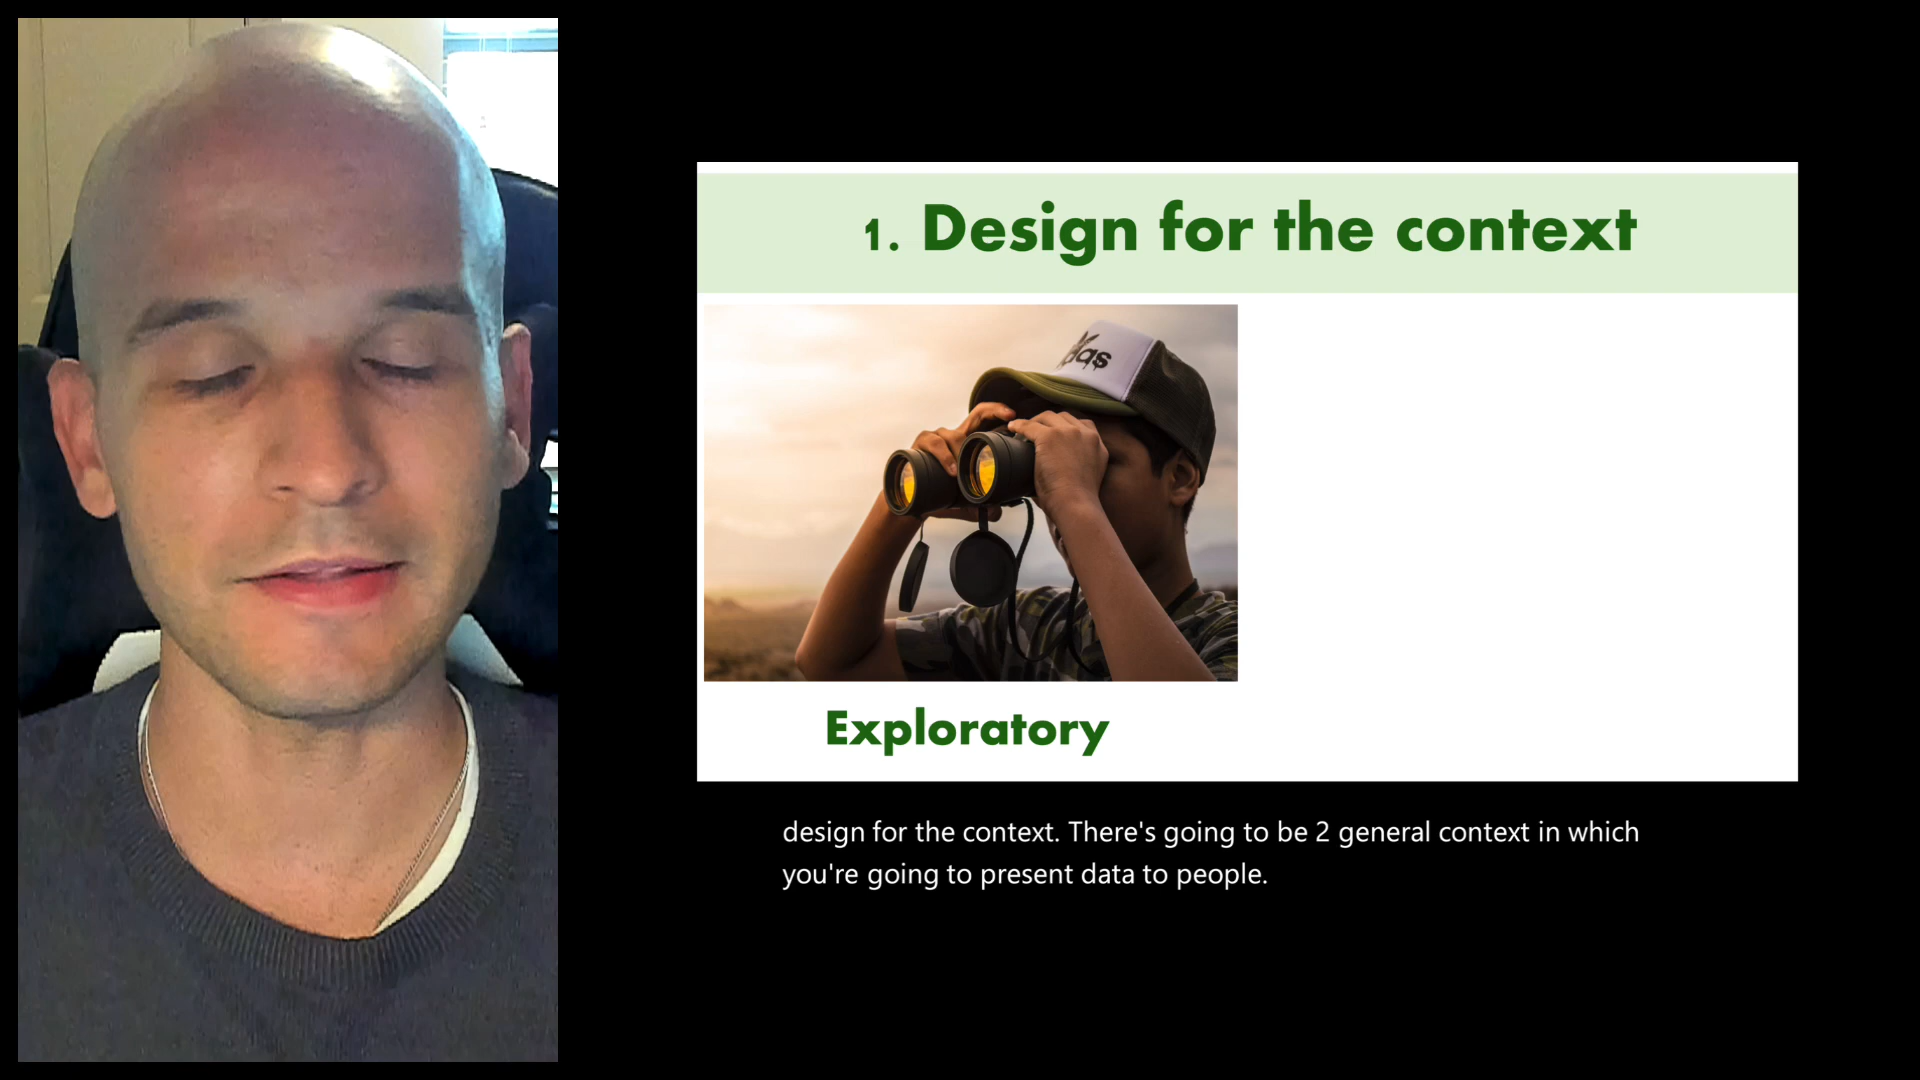 1. Design for the context
das
Exploratory
design for the context. There's going to be 2 general context in which
you're going to present data to people.